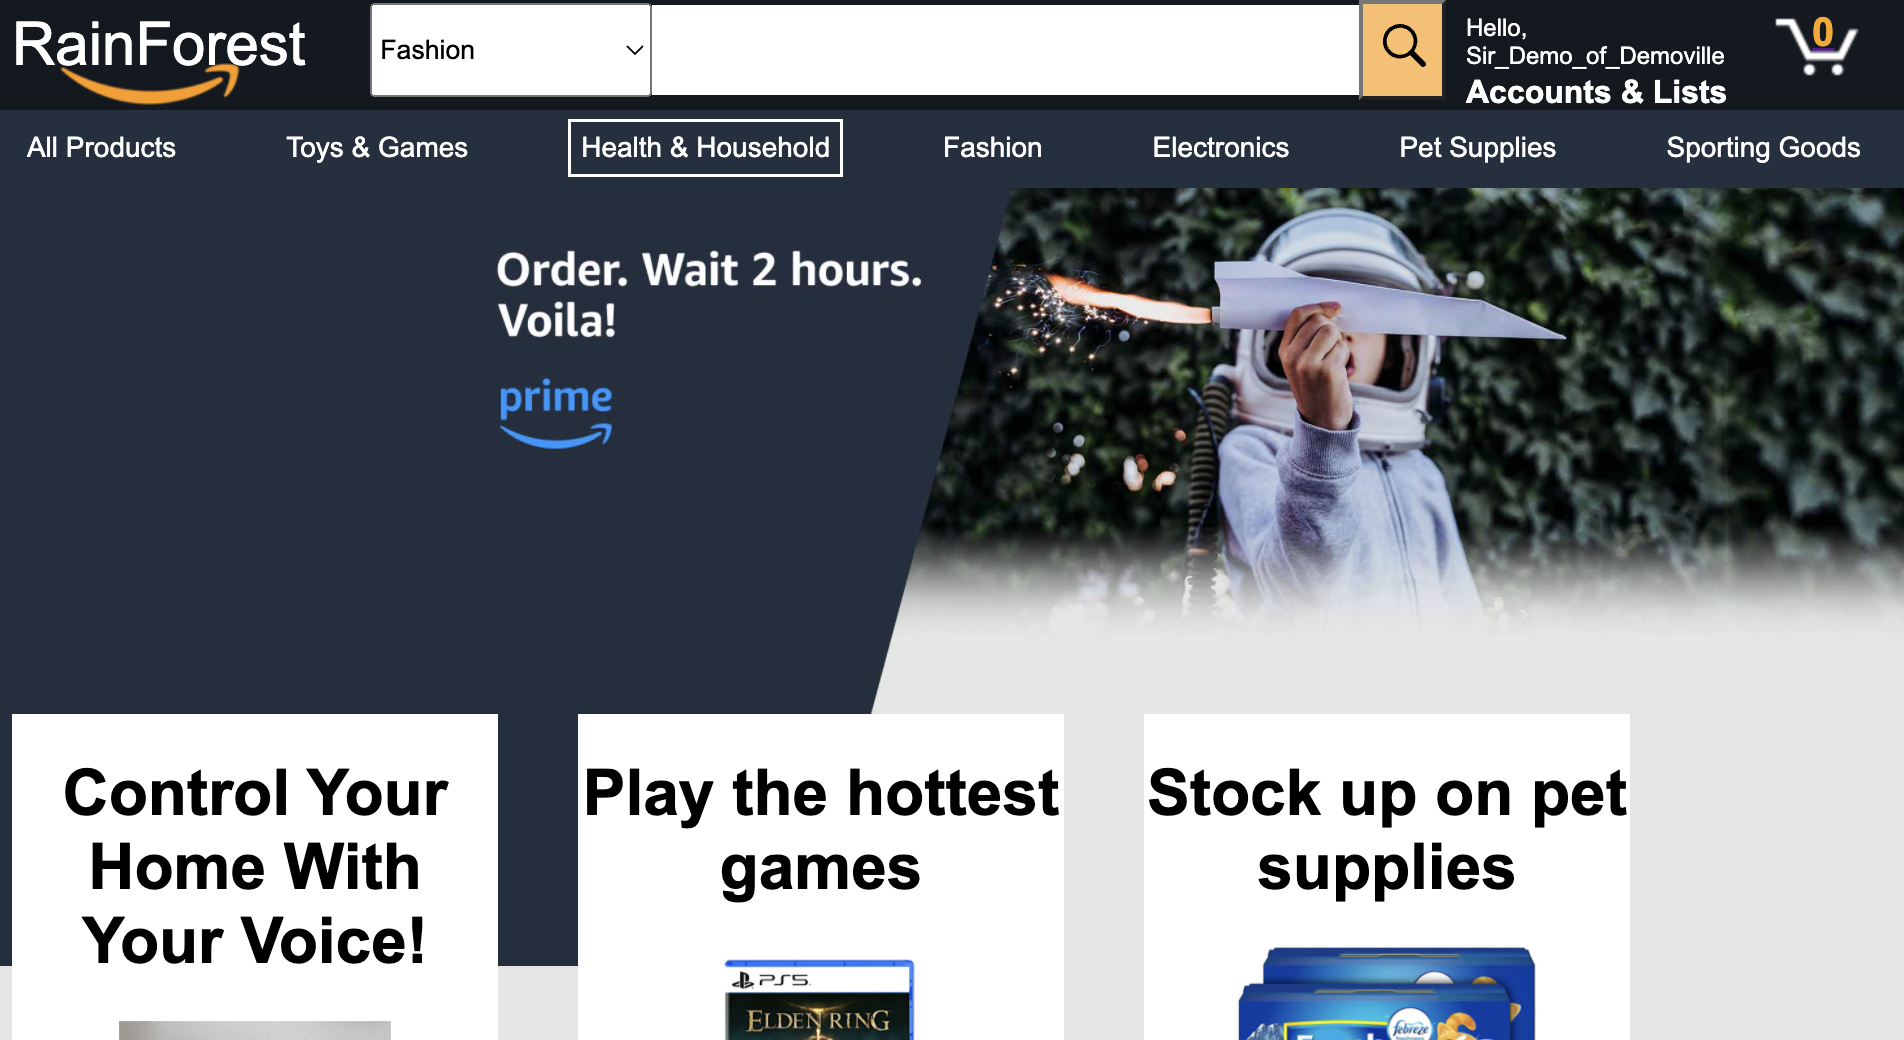 RainForest
Fashion
Hello,
Sir_Demo_of_Demoville
Accounts & Lists
0
All Products
Toys & Games
Health & Household
Fashion
Electronics
Pet Supplies
Sporting Goods
Order. Wait 2 hours.
Voila!
prime
Control Your
Home With
Your Voice!
Play the hottest
games
Stock up on pet
supplies
PS5
ELDEN RING
febreze